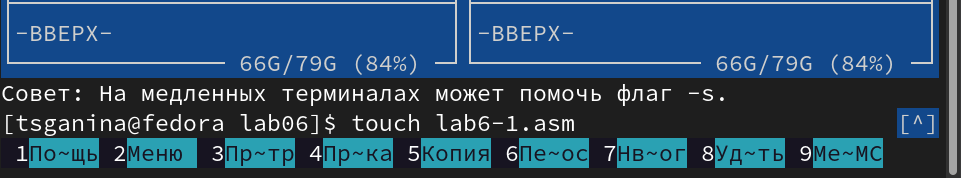 -ВВЕРХ- -ВВЕРХ-
66G/79G (84%) 66G/79G (84%)
Совет: На медленных терминалах может помочь флаг -s.
[tsganina@fedora lab06]$ touch lab6-1.asm [^]
1По~щь 2Меню 3Пр~тр 4Пр~ка 5Копия 6Пе~ос 7Нв~ог 8Уд~ть 9Ме~МС